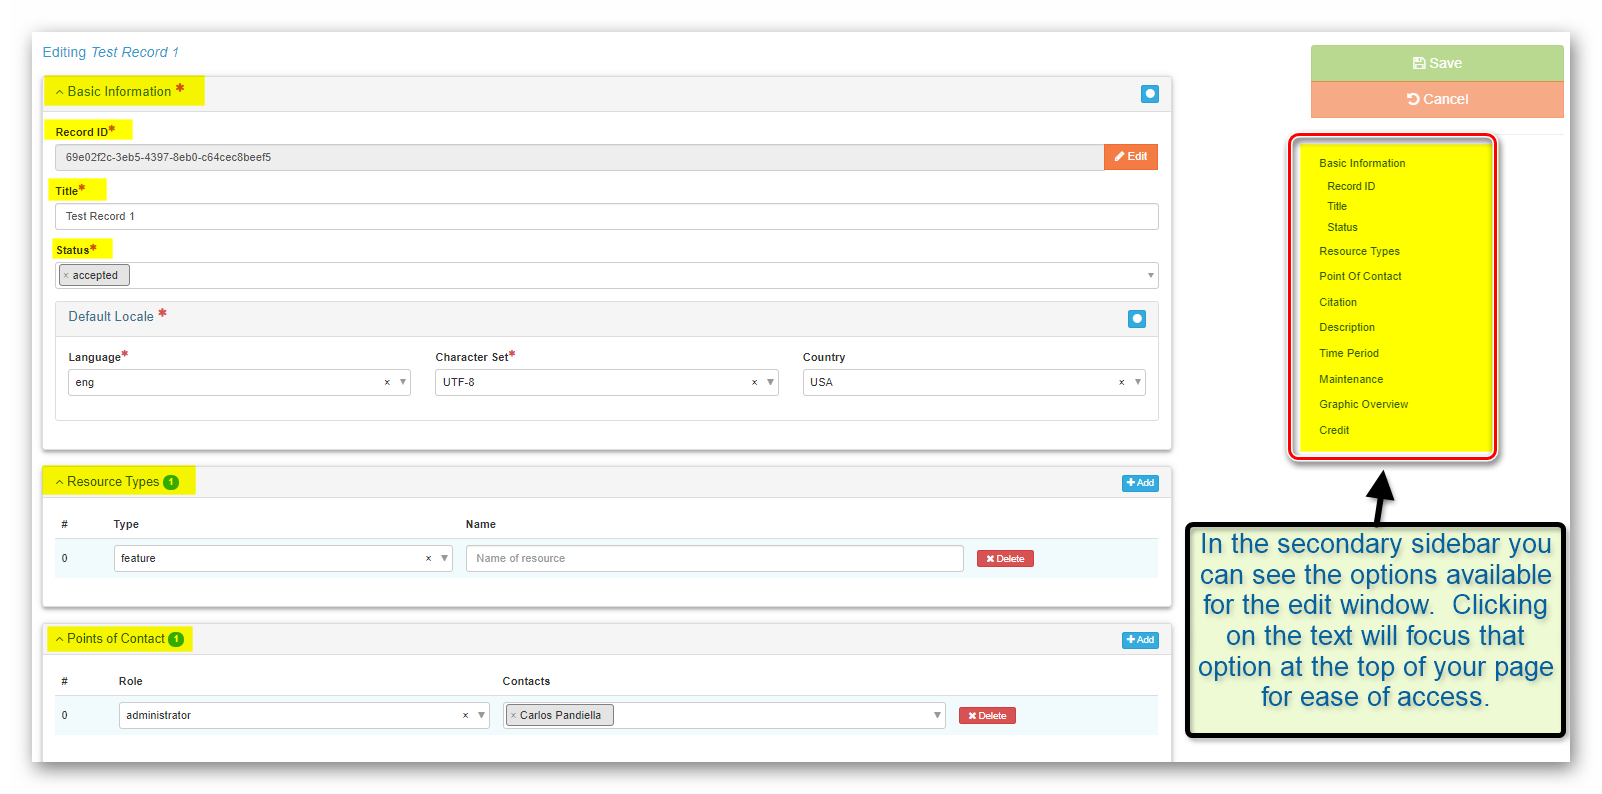 Editing Test Record 1
Save
Cancel
Basic Information *
Record ID*
69e02f2c-3eb5-4397-8eb0-c64cec8beef5
Edit
Title*
Test Record 1
Status*
× accepted
Default Locale *
Language* Character Set* Country
eng × UTF-8 × USA ×
Resource Types 1
Add
# Type Name
0 feature × Name of resource Delete
Points of Contact 1
Add
# Role Contacts
0 administrator × × Carlos Pandiella Delete
Basic Information
Record ID
Title
Status
Resource Types
Point Of Contact
Citation
Description
Time Period
Maintenance
Graphic Overview
Credit
In the secondary sidebar you
can see the options available
for the edit window. Clicking
on the text will focus that
option at the top of your page
for ease of access.